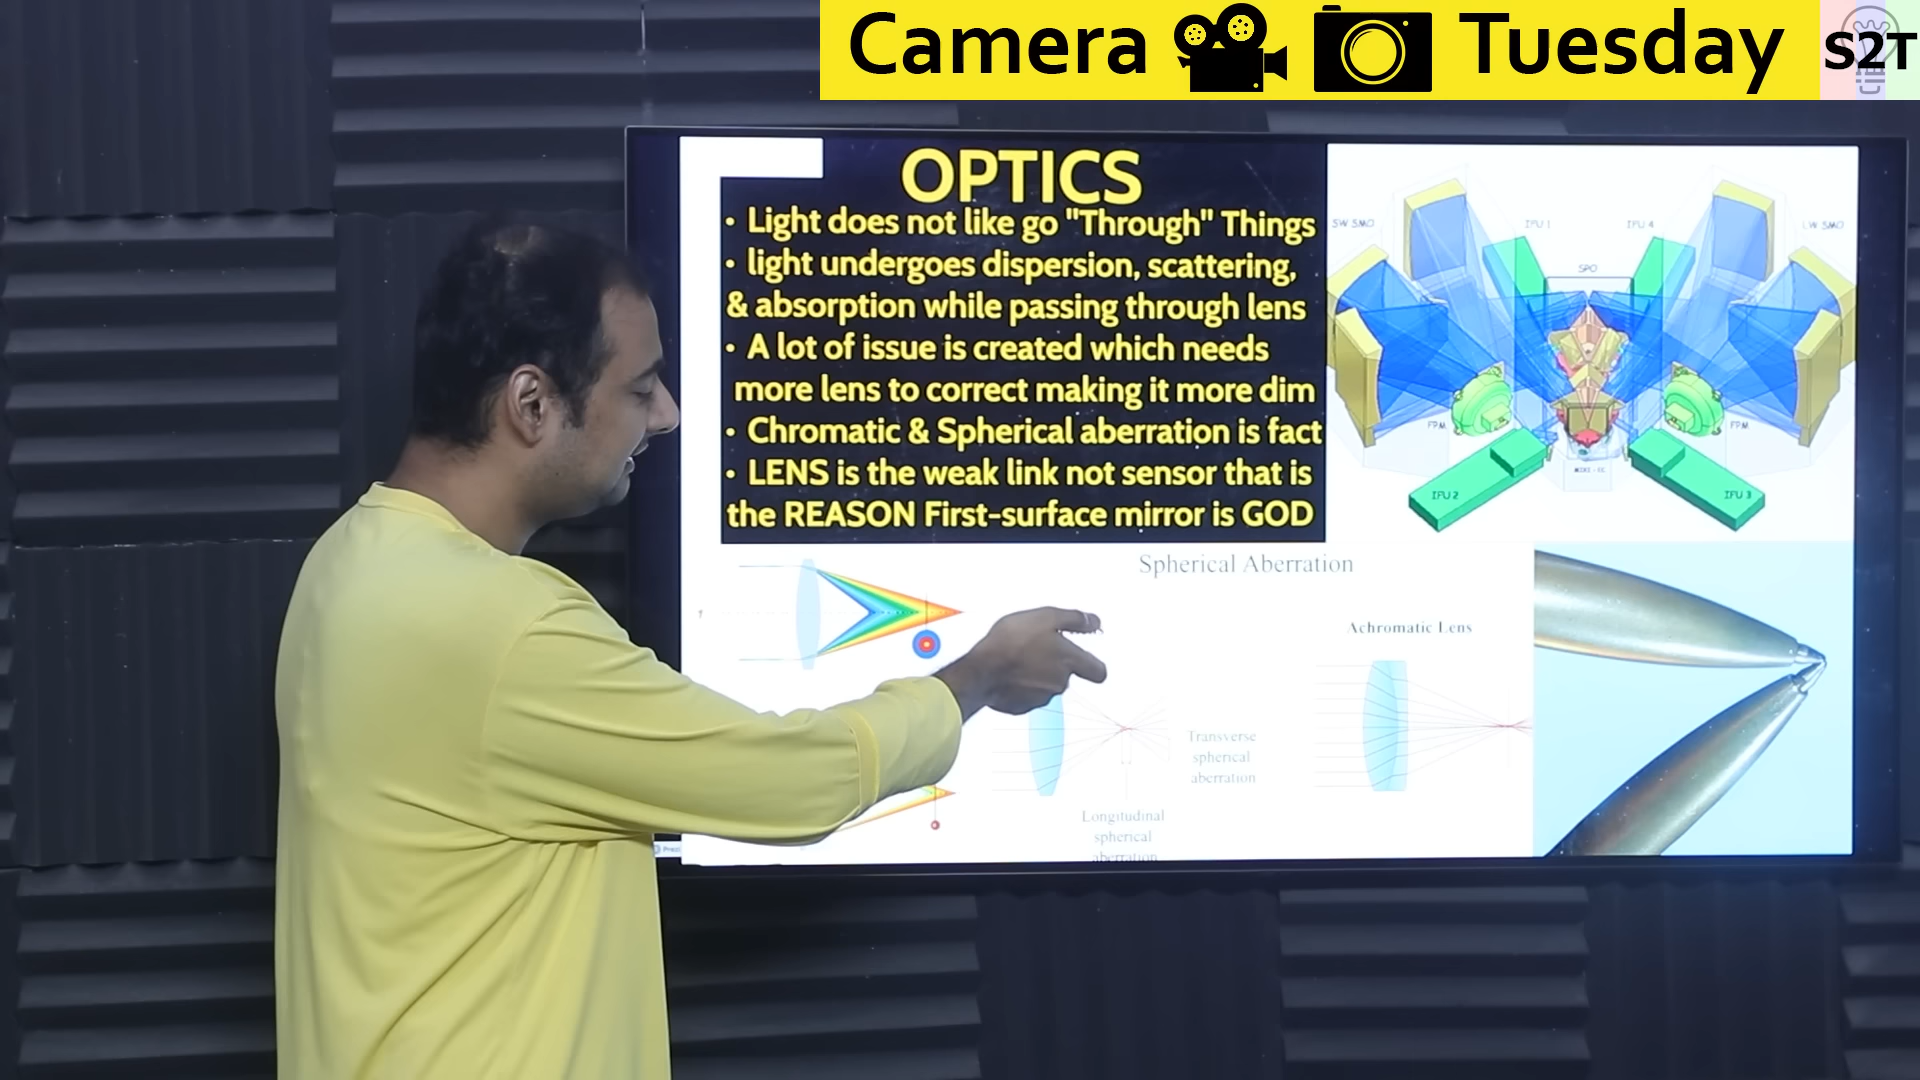 Camera Tuesday S2T
OPTICS
• Light does not like go "Through" Things
• light undergoes dispersion, scattering,
& absorption while passing through lens
• A lot of issue is created which needs
more lens to correct making it more dim
• Chromatic & Spherical aberration is fact
• LENS is the weak link not sensor that is
the REASON First-surface mirror is GOD
SW SMO
IFU 1
IFU 4
LW SMO
SPO
FPM
FPM
IFU 2
IFU 3
Spherical Aberration
Achromatic Lens
Transverse
spherical
aberration
Longitudinal
spherical
aberration